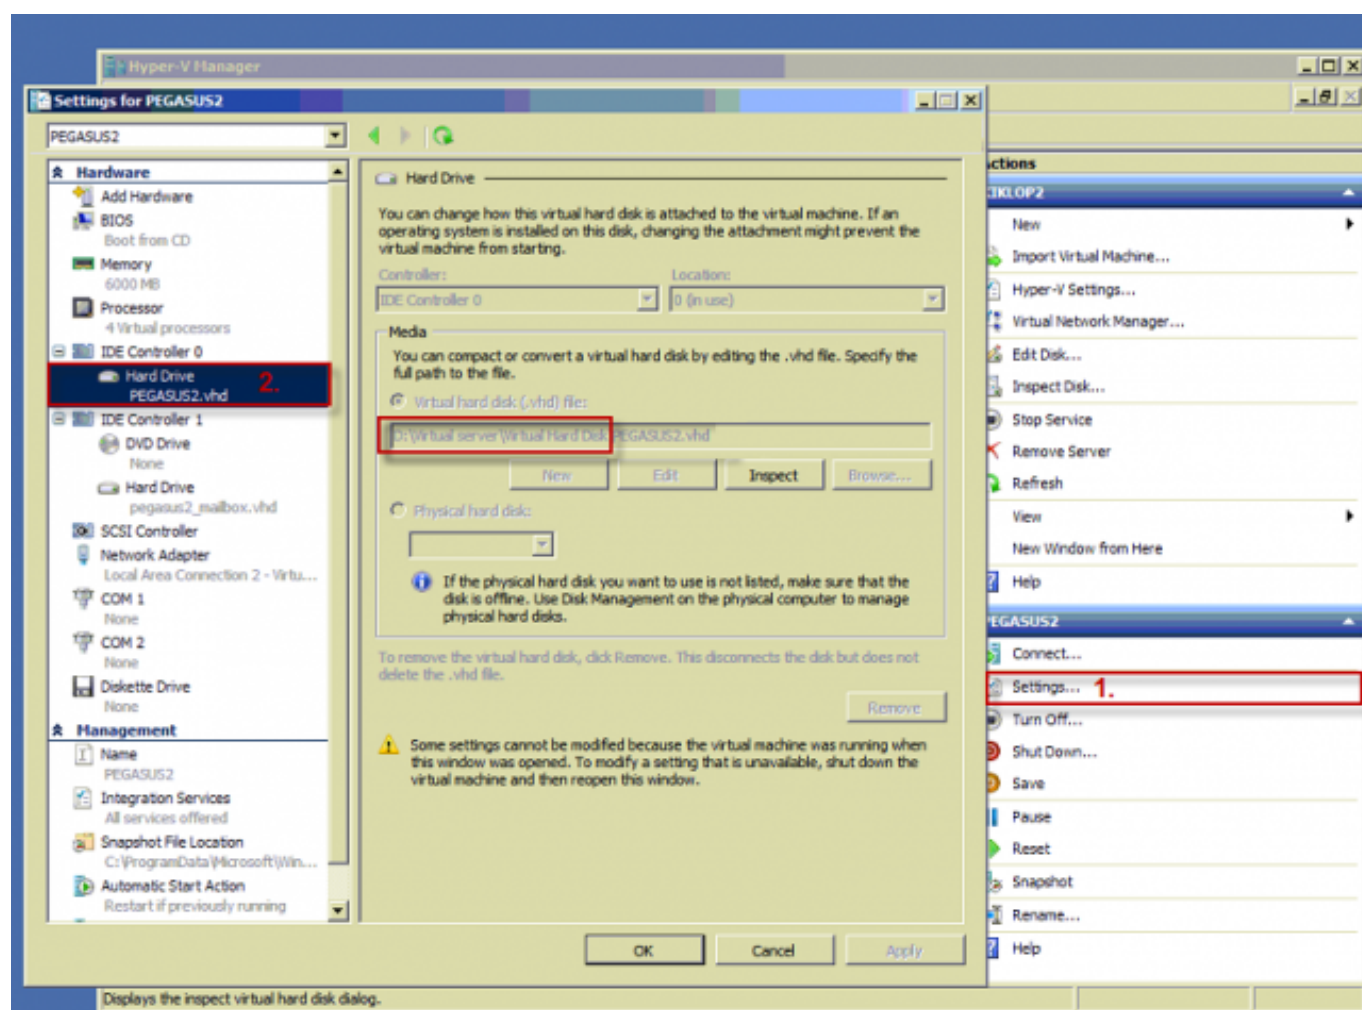 Hyper-V Manager
Settings for PEGASUS2
PEGASUS2
Hardware
Add Hardware
BIOS
Boot from CD
Memory
6000 MB
Processor
4 Virtual processors
IDE Controller 0
Hard Drive
PEGASUS2.vhd
2.
IDE Controller 1
DVD Drive
None
Hard Drive
pegasus2_mailbox.vhd
SCSI Controller
Network Adapter
Local Area Connection 2 - Virtu...
COM 1
None
COM 2
None
Diskette Drive
None
Management
Name
PEGASUS2
Integration Services
All services offered
Snapshot File Location
C:\ProgramData\Microsoft\Win...
Automatic Start Action
Restart if previously running
Hard Drive
You can change how this virtual hard disk is attached to the virtual machine. If an
operating system is installed on this disk, changing the attachment might prevent the
virtual machine from starting.
Controller:
Location:
IDE Controller 0
0 (in use)
Media
You can compact or convert a virtual hard disk by editing the .vhd file. Specify the
full path to the file.
Virtual hard disk (.vhd) file:
D:\Virtual server\Virtual Hard Disk\PEGASUS2.vhd
New
Edit
Inspect
Browse...
Physical hard disk:
If the physical hard disk you want to use is not listed, make sure that the
disk is offline. Use Disk Management on the physical computer to manage
physical hard disks.
To remove the virtual hard disk, click Remove. This disconnects the disk but does not
delete the .vhd file.
Remove
Some settings cannot be modified because the virtual machine was running when
this window was opened. To modify a setting that is unavailable, shut down the
virtual machine and then reopen this window.
OK
Cancel
Apply
Displays the inspect virtual hard disk dialog.
ctions
IKLOP2
New
Import Virtual Machine...
Hyper-V Settings...
Virtual Network Manager...
Edit Disk...
Inspect Disk...
Stop Service
Remove Server
Refresh
View
New Window from Here
Help
PEGASUS2
Connect...
Settings...
1.
Turn Off...
Shut Down...
Save
Pause
Reset
Snapshot
Rename...
Help